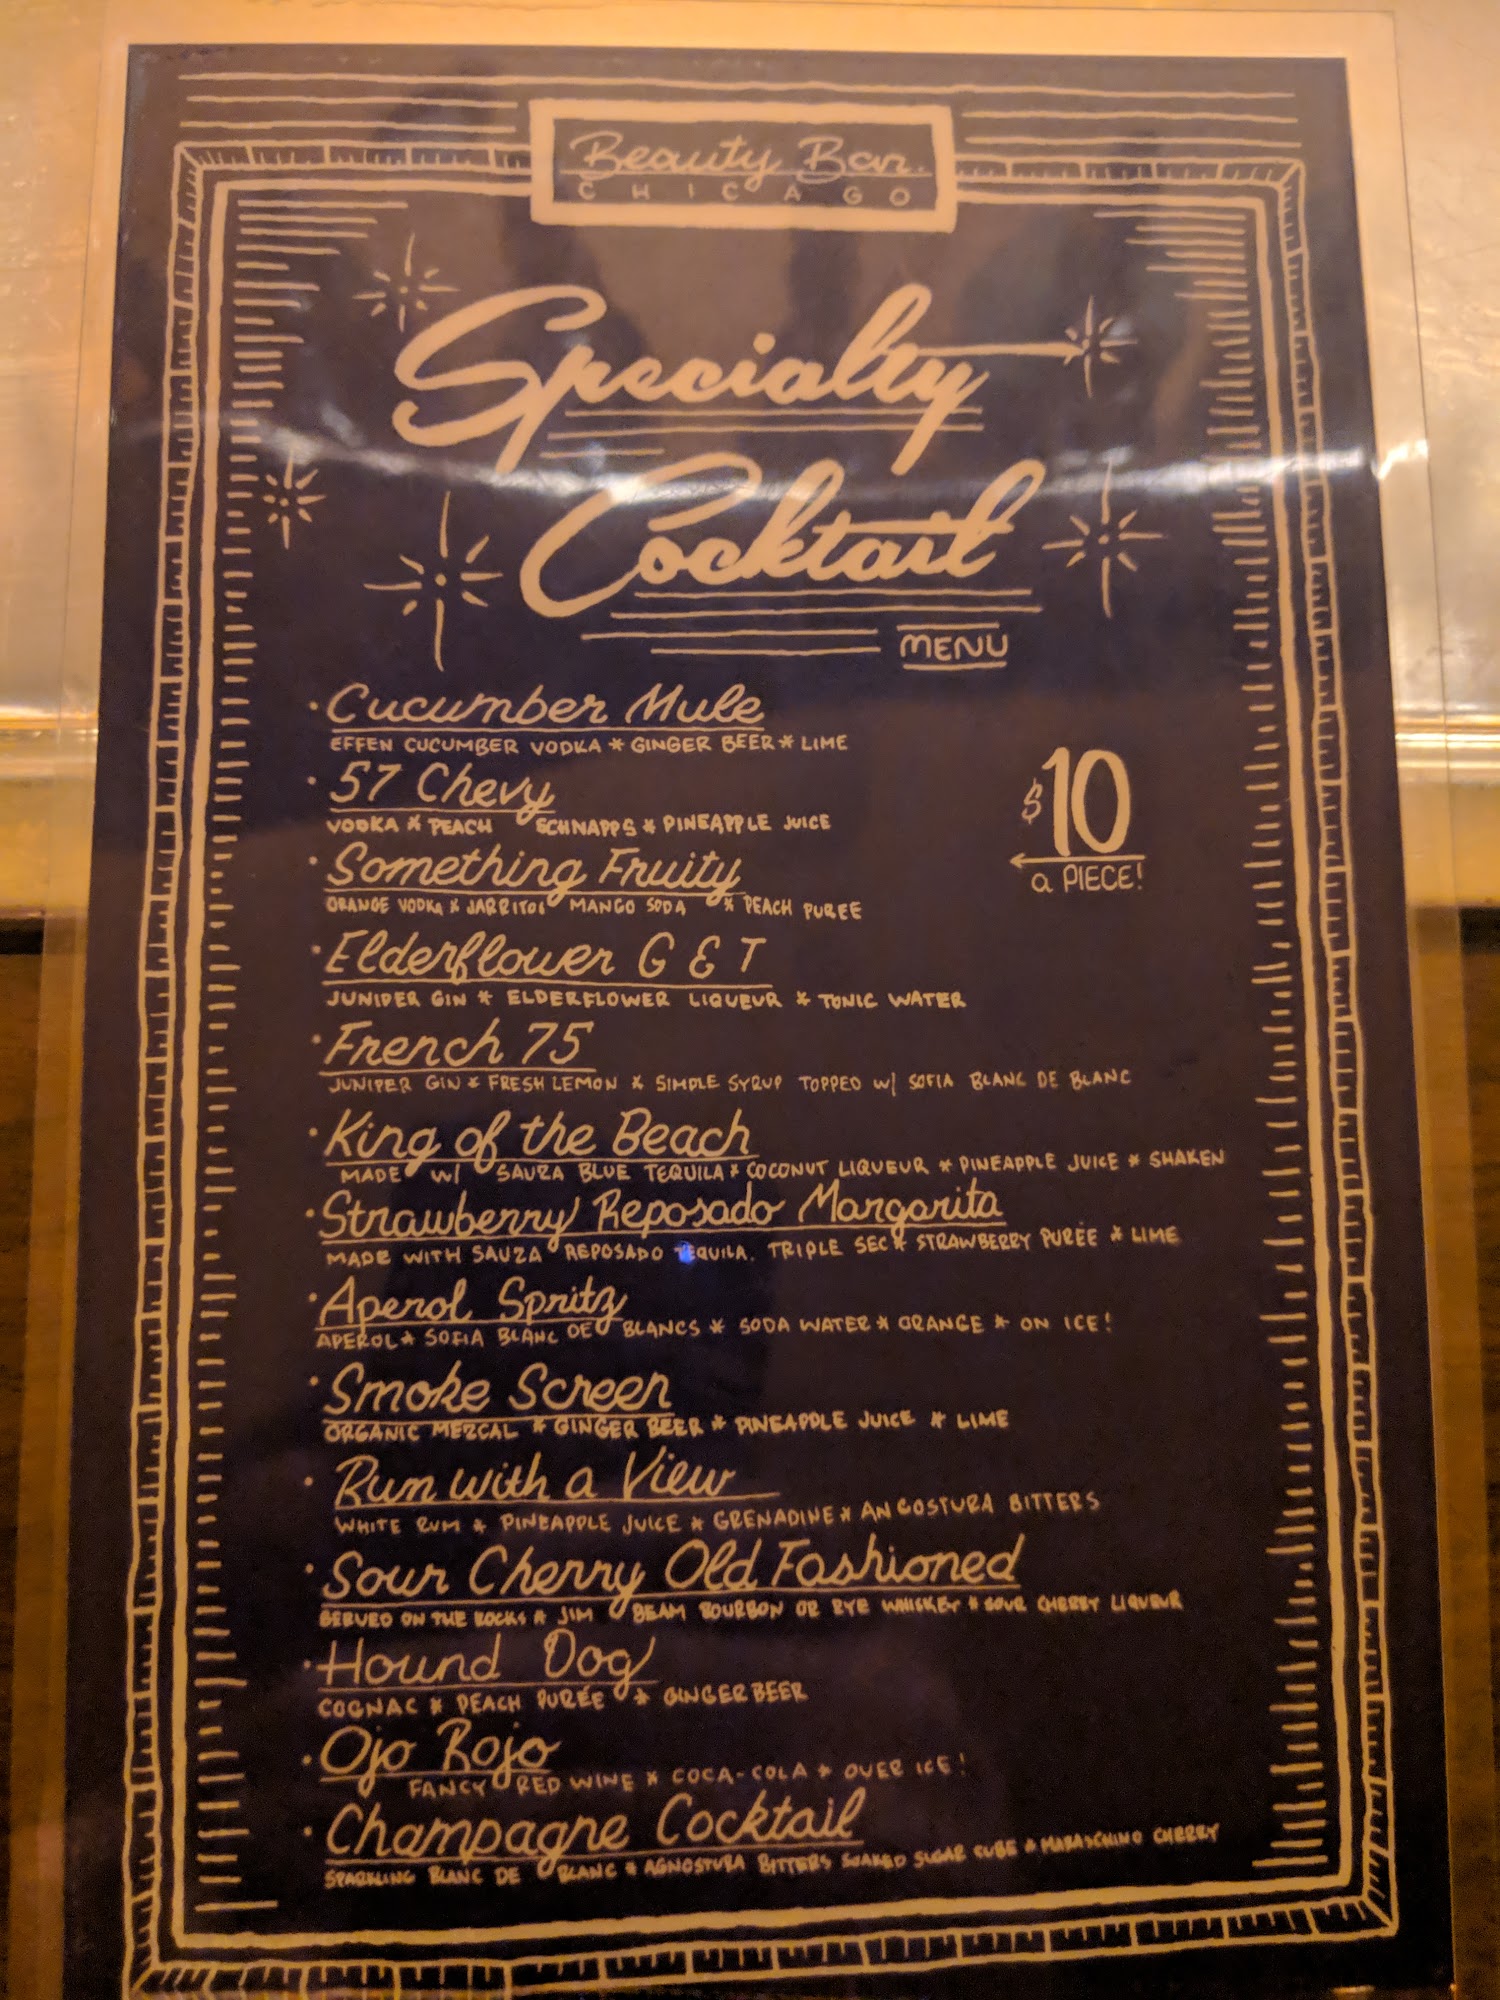 Beauty Bar.
CHICAGO
Specialty
Cocktail
MENU
· Cucumber Mule
EFFEN CUCUMBER VODKA * GINGER BEER * LIME
· 57 Chevy
VODKA * PEACH SCHNAPPS * PINEAPPLE JUICE
$10
a PIECE!
· Something Fruity
ORANGE VODKA * JARRITOS MANGO SODA * PEACH PUREE
· Elderflower G & T
JUNIPER GIN * ELDERFLOWER LIQUEUR * TONIC WATER
· French 75
JUNIPER GIN * FRESH LEMON * SIMPLE SYRUP TOPPED w/ SOFIA BLANC DE BLANC
· King of the Beach
MADE w/ SAUZA BLUE TEQUILA * COCONUT LIQUEUR * PINEAPPLE JUICE * SHAKEN
· Strawberry Reposado Margarita
MADE WITH SAUZA REPOSADO TEQUILA. TRIPLE SEC * STRAWBERRY PURÉE * LIME
· Aperol Spritz
APEROL * SOFIA BLANC DE BLANCS * SODA WATER * ORANGE * ON ICE!
· Smoke Screen
ORGANIC MEZCAL * GINGER BEER * PINEAPPLE JUICE * LIME
· Rum with a View
WHITE RUM * PINEAPPLE JUICE * GRENADINE * ANGOSTURA BITTERS
· Sour Cherry Old Fashioned
SERVED ON THE ROCKS * JIM BEAM BOURBON OR RYE WHISKEY * SOUR CHERRY LIQUEUR
· Hound Dog
COGNAC * PEACH PURÉE * GINGER BEER
· Ojo Rojo
FANCY RED WINE * COCA-COLA * OVER ICE!
· Champagne Cocktail
SPARKLING BLANC DE BLANC * AGNOSTURA BITTERS SOAKED SUGAR CUBE * MARASCHINO CHERRY